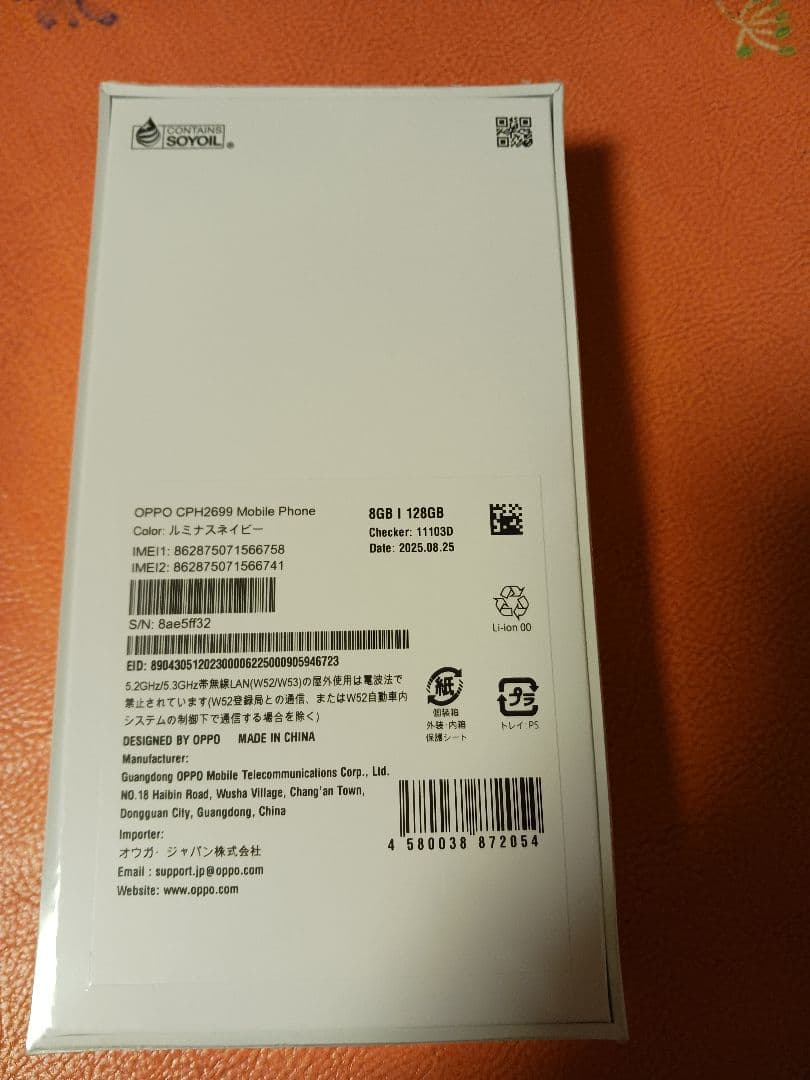 CONTAINS
SOYOIL®
OPPO CPH2699 Mobile Phone
Color: ルミナスネイビー
IMEI1: 862875071566758
IMEI2: 862875071566741
S/N: 8ae5ff32
8GB | 128GB
Checker: 11103D
Date: 2025.08.25
Li-ion 00
EID: 89043051202300006225000905946723
5.2GHz/5.3GHz帯無線LAN(W52/W53)の屋外使用は電波法で
禁止されています(W52登録局との通信、またはW52自動車内
システムの制御下で通信する場合を除く)
紙
個装箱
外装・内箱
保護シート
プラ
トレイ: PS
DESIGNED BY OPPO MADE IN CHINA
Manufacturer:
Guangdong OPPO Mobile Telecommunications Corp., Ltd.
NO.18 Haibin Road, Wusha Village, Chang'an Town,
Dongguan City, Guangdong, China
Importer:
オウガ・ジャパン株式会社
Email : support.jp@oppo.com
Website: www.oppo.com
4 580038 872054